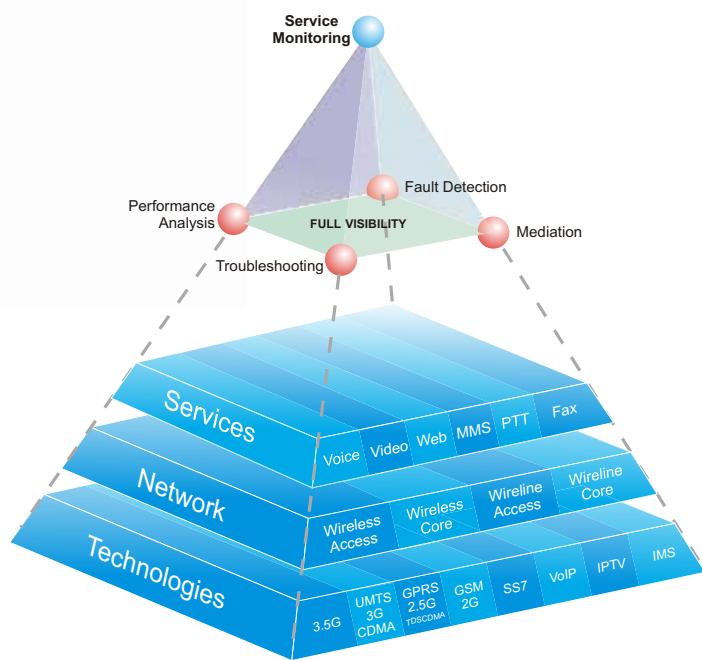 Service
Monitoring
Fault Detection
Performance
Analysis
FULL VISIBILITY
Mediation
Troubleshooting
Services
Voice
Video
Web
MMS
PTT
Fax
Network
Wireless
Access
Wireless
Core
Wireline
Access
Wireline
Core
Technologies
3.5G
UMTS
3G
CDMA
GPRS
2.5G
TDSCDMA
GSM
2G
SS7
VoIP
IPTV
IMS